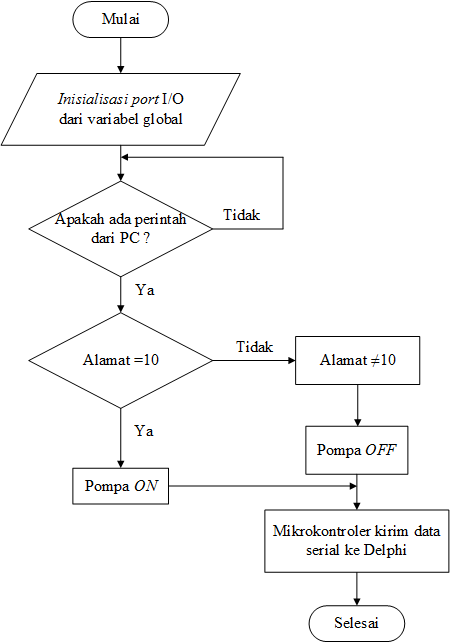 Mulai
Inisialisasi port I/O
dari variabel global
Apakah ada perintah
dari PC ?
Tidak
Ya
Alamat =10
Tidak
Alamat ≠10
Ya
Pompa OFF
Pompa ON
Mikrokontroler kirim data
serial ke Delphi
Selesai